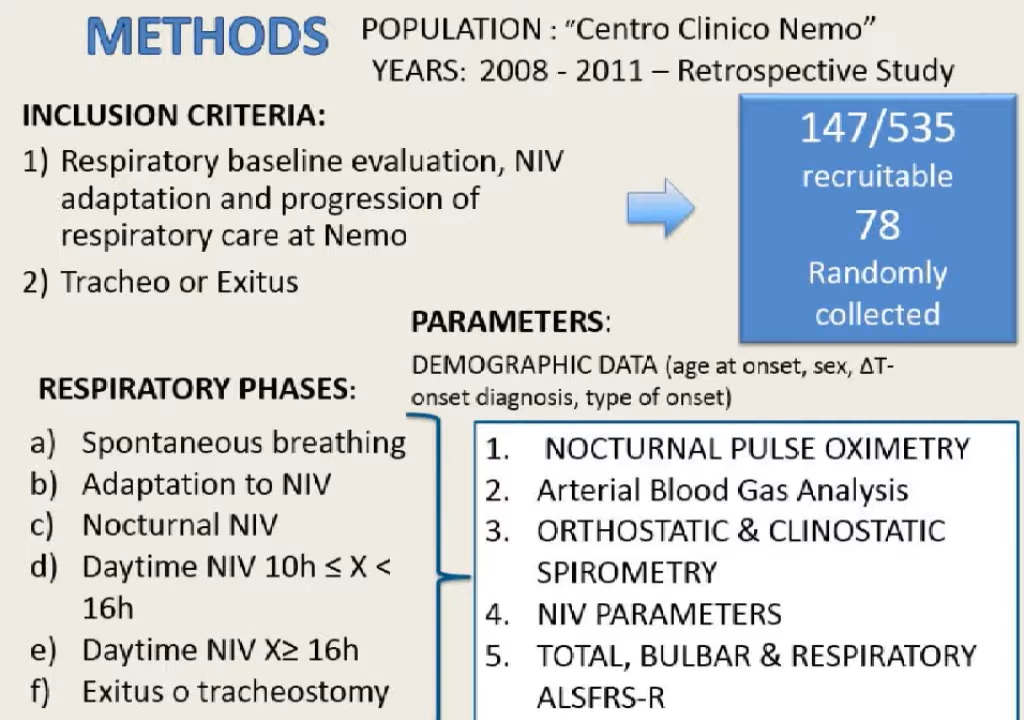 METHODS
POPULATION : “Centro Clinico Nemo”
YEARS: 2008 - 2011 – Retrospective Study
INCLUSION CRITERIA:
1) Respiratory baseline evaluation, NIV
adaptation and progression of
respiratory care at Nemo
2) Tracheo or Exitus
147/535
recruitable
78
Randomly
collected
PARAMETERS:
DEMOGRAPHIC DATA (age at onset, sex, ΔT-
onset diagnosis, type of onset)
RESPIRATORY PHASES:
a) Spontaneous breathing
b) Adaptation to NIV
c) Nocturnal NIV
d) Daytime NIV 10h ≤ X <
16h
e) Daytime NIV X≥ 16h
f) Exitus o tracheostomy
1. NOCTURNAL PULSE OXIMETRY
2. Arterial Blood Gas Analysis
3. ORTHOSTATIC & CLINOSTATIC
SPIROMETRY
4. NIV PARAMETERS
5. TOTAL, BULBAR & RESPIRATORY
ALSFRS-R